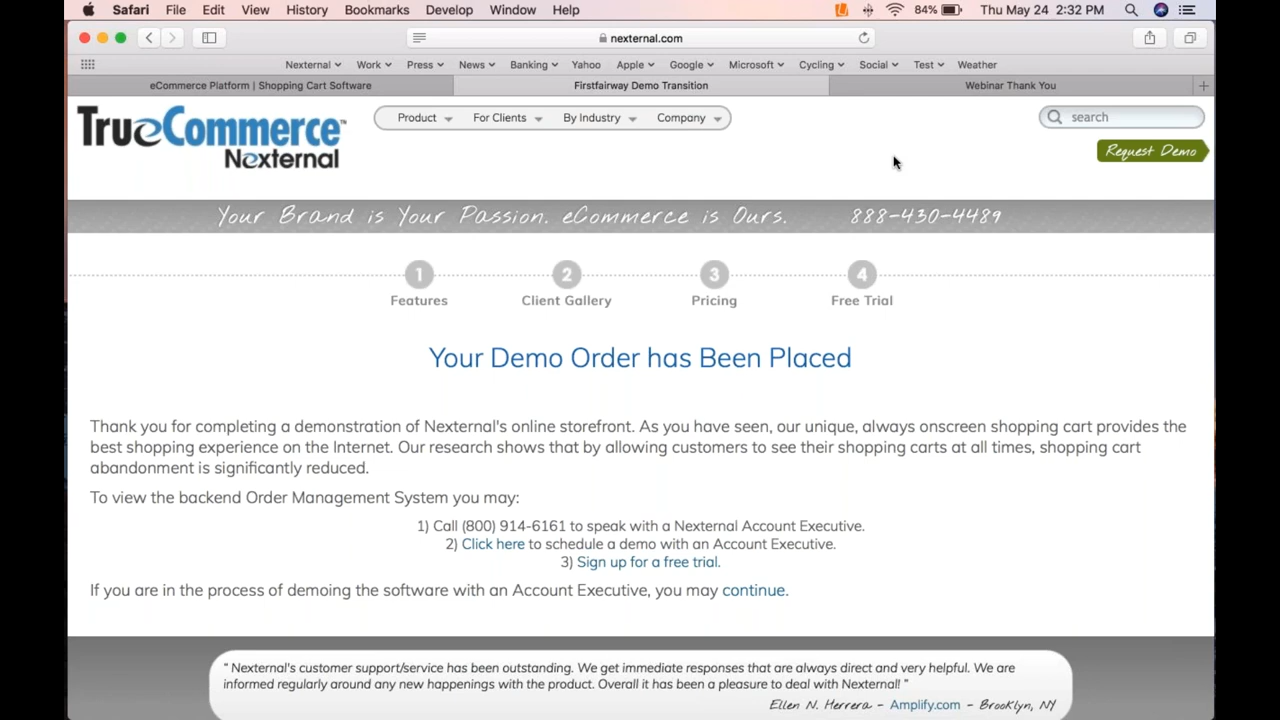 Safari File Edit View History Bookmarks Develop Window Help 84% Thu May 24 2:32 PM
nexternal.com
Nexternal Work Press News Banking Yahoo Apple Google Microsoft Cycling Social Test Weather
eCommerce Platform | Shopping Cart Software Firstfairway Demo Transition Webinar Thank You +
TrueCommerce™
Nexternal
Product For Clients By Industry Company search
Request Demo
Your Brand is Your Passion. eCommerce is Ours. 888-430-4489
1 2 3 4
Features Client Gallery Pricing Free Trial
Your Demo Order has Been Placed
Thank you for completing a demonstration of Nexternal's online storefront. As you have seen, our unique, always onscreen shopping cart provides the
best shopping experience on the Internet. Our research shows that by allowing customers to see their shopping carts at all times, shopping cart
abandonment is significantly reduced.
To view the backend Order Management System you may:
1) Call (800) 914-6161 to speak with a Nexternal Account Executive.
2) Click here to schedule a demo with an Account Executive.
3) Sign up for a free trial.
If you are in the process of demoing the software with an Account Executive, you may continue.
" Nexternal's customer support/service has been outstanding. We get immediate responses that are always direct and very helpful. We are
informed regularly around any new happenings with the product. Overall it has been a pleasure to deal with Nexternal! "
Ellen N. Herrera - Amplify.com - Brooklyn, NY